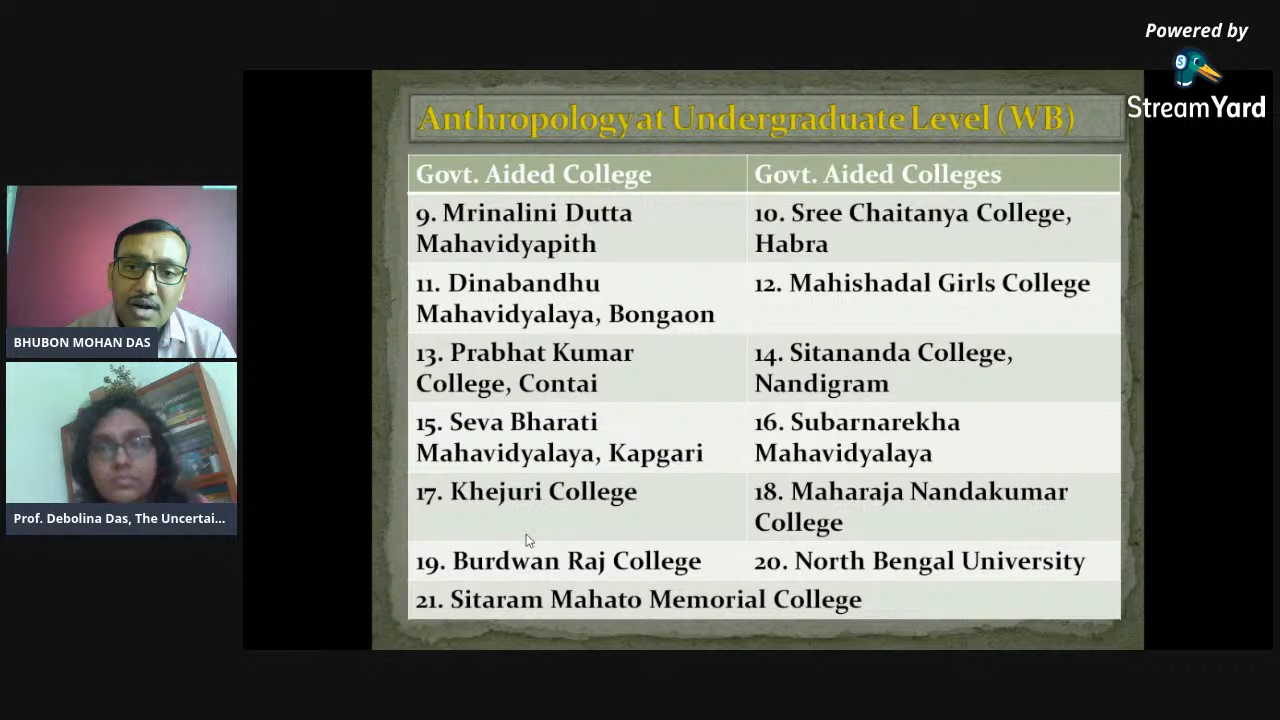 Powered by
StreamYard
Anthropology at Undergraduate Level (WB)
Govt. Aided College
Govt. Aided Colleges
9. Mrinalini Dutta
Mahavidyapith
10. Sree Chaitanya College,
Habra
11. Dinabandhu
Mahavidyalaya, Bongaon
12. Mahishadal Girls College
13. Prabhat Kumar
College, Contai
14. Sitananda College,
Nandigram
15. Seva Bharati
Mahavidyalaya, Kapgari
16. Subarnarekha
Mahavidyalaya
17. Khejuri College
18. Maharaja Nandakumar
College
19. Burdwan Raj College
20. North Bengal University
21. Sitaram Mahato Memorial College
BHUBON MOHAN DAS
Prof. Debolina Das, The Uncertai...